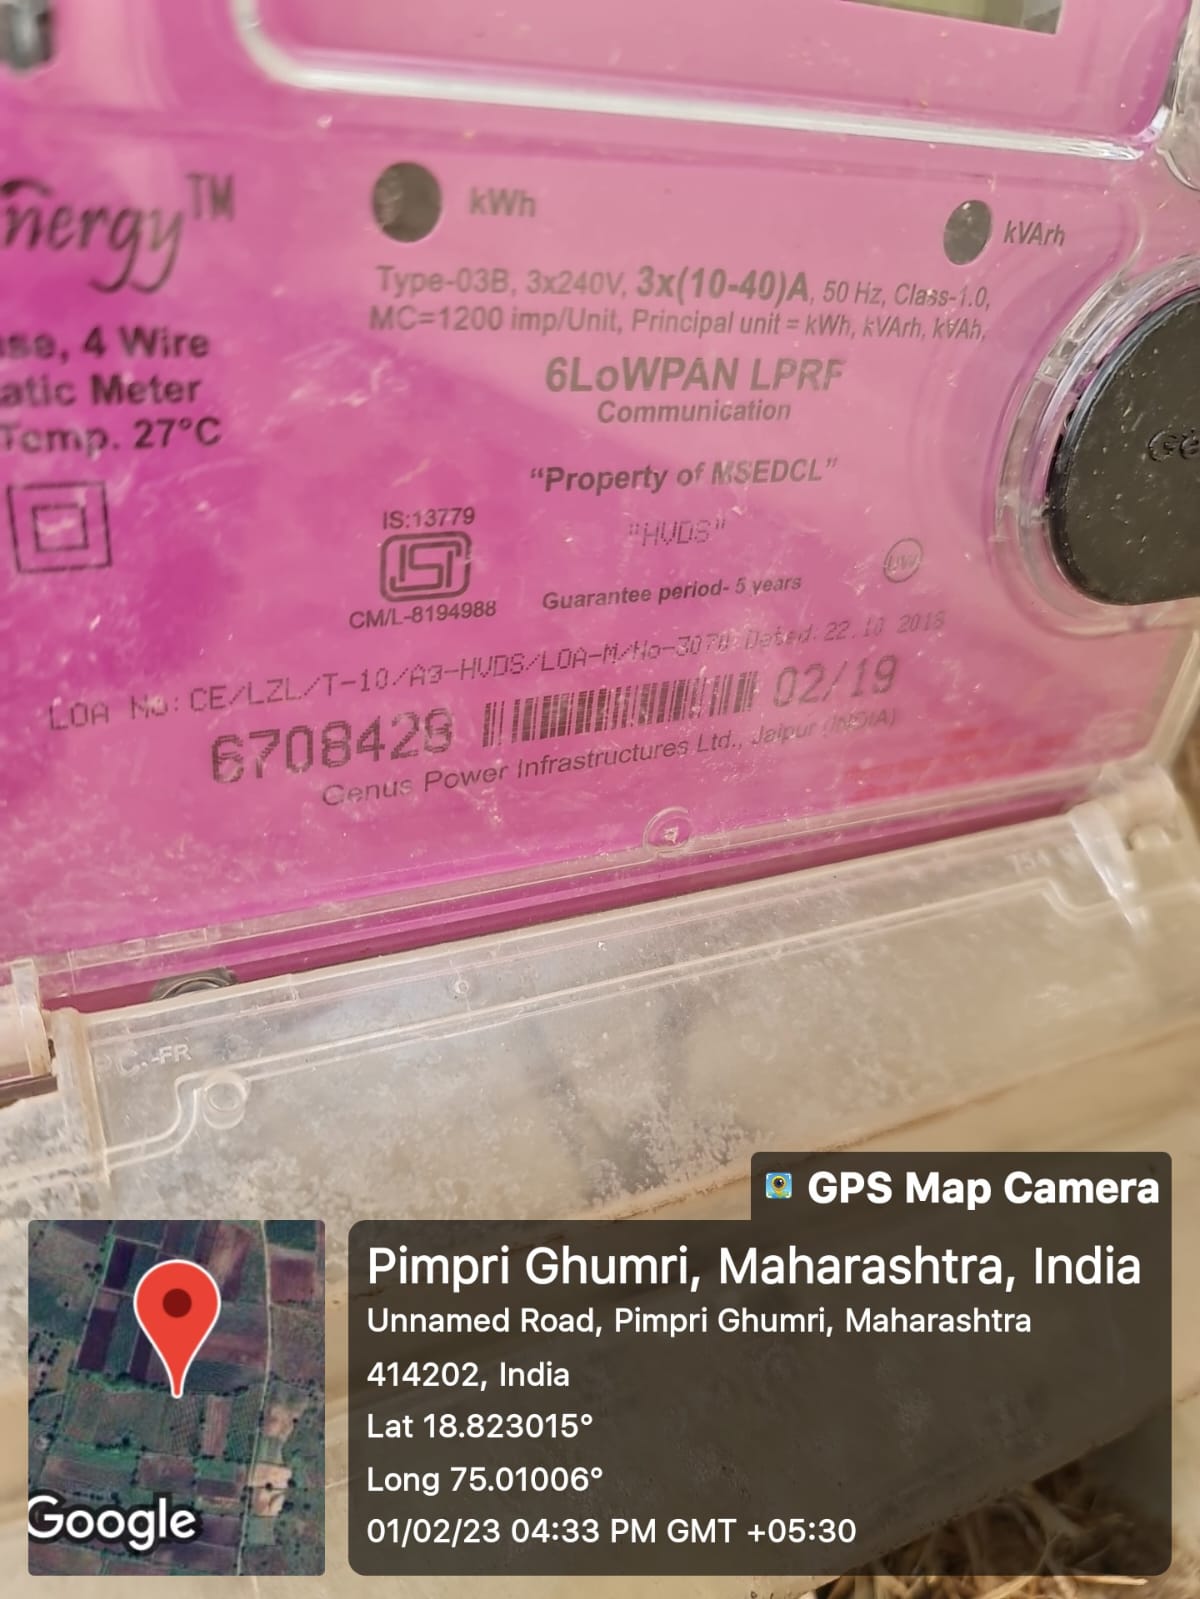 nergy™
kWh
kVArh
Type-03B, 3x240V, 3x(10-40)A, 50 Hz, Class-1.0,
MC=1200 imp/Unit, Principal unit = kWh, kVArh, kVAh,
ase, 4 Wire
atic Meter
Temp. 27°C
6LoWPAN LPRF
Communication
"Property of MSEDCL"
"HVDS"
IS:13779
ISI
CM/L-8194988
Guarantee period- 5 years
LOA No: CE/LZL/T-10/A3-HVDS/LOA-M/No-3070 Dated. 22.10 2018
6708429 02/19
Genus Power Infrastructures Ltd., Jaipur (INDIA)
Ge
-FR
GPS Map Camera
Pimpri Ghumri, Maharashtra, India
Unnamed Road, Pimpri Ghumri, Maharashtra
414202, India
Lat 18.823015°
Long 75.01006°
01/02/23 04:33 PM GMT +05:30
Google